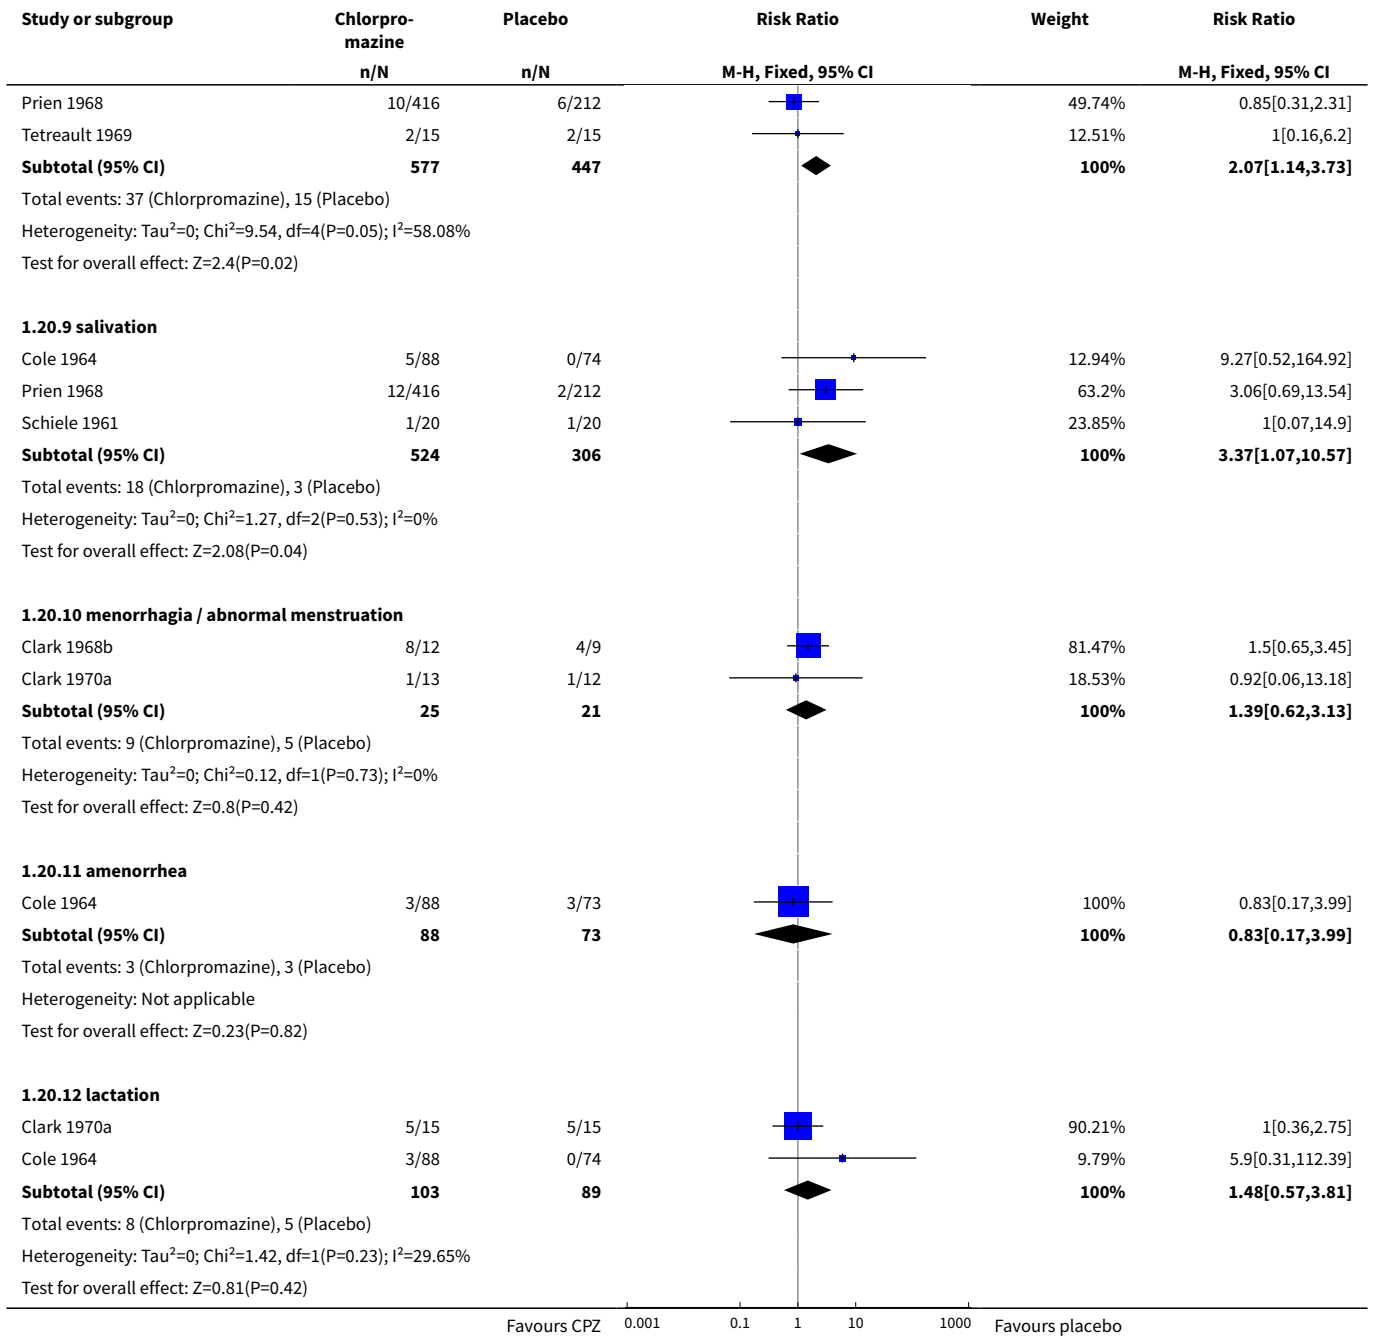 Study or subgroup Chlorpro- Placebo Risk Ratio Weight Risk Ratio
mazine
n/N n/N M-H, Fixed, 95% CI M-H, Fixed, 95% CI
Prien 1968 10/416 6/212 49.74% 0.85[0.31,2.31]
Tetreault 1969 2/15 2/15 12.51% 1[0.16,6.2]
Subtotal (95% CI) 577 447 100% 2.07[1.14,3.73]
Total events: 37 (Chlorpromazine), 15 (Placebo)
Heterogeneity: Tau²=0; Chi²=9.54, df=4(P=0.05); I²=58.08%
Test for overall effect: Z=2.4(P=0.02)
1.20.9 salivation
Cole 1964 5/88 0/74 12.94% 9.27[0.52,164.92]
Prien 1968 12/416 2/212 63.2% 3.06[0.69,13.54]
Schiele 1961 1/20 1/20 23.85% 1[0.07,14.9]
Subtotal (95% CI) 524 306 100% 3.37[1.07,10.57]
Total events: 18 (Chlorpromazine), 3 (Placebo)
Heterogeneity: Tau²=0; Chi²=1.27, df=2(P=0.53); I²=0%
Test for overall effect: Z=2.08(P=0.04)
1.20.10 menorrhagia / abnormal menstruation
Clark 1968b 8/12 4/9 81.47% 1.5[0.65,3.45]
Clark 1970a 1/13 1/12 18.53% 0.92[0.06,13.18]
Subtotal (95% CI) 25 21 100% 1.39[0.62,3.13]
Total events: 9 (Chlorpromazine), 5 (Placebo)
Heterogeneity: Tau²=0; Chi²=0.12, df=1(P=0.73); I²=0%
Test for overall effect: Z=0.8(P=0.42)
1.20.11 amenorrhea
Cole 1964 3/88 3/73 100% 0.83[0.17,3.99]
Subtotal (95% CI) 88 73 100% 0.83[0.17,3.99]
Total events: 3 (Chlorpromazine), 3 (Placebo)
Heterogeneity: Not applicable
Test for overall effect: Z=0.23(P=0.82)
1.20.12 lactation
Clark 1970a 5/15 5/15 90.21% 1[0.36,2.75]
Cole 1964 3/88 0/74 9.79% 5.9[0.31,112.39]
Subtotal (95% CI) 103 89 100% 1.48[0.57,3.81]
Total events: 8 (Chlorpromazine), 5 (Placebo)
Heterogeneity: Tau²=0; Chi²=1.42, df=1(P=0.23); I²=29.65%
Test for overall effect: Z=0.81(P=0.42)
Favours CPZ 0.001 0.1 1 10 1000 Favours placebo